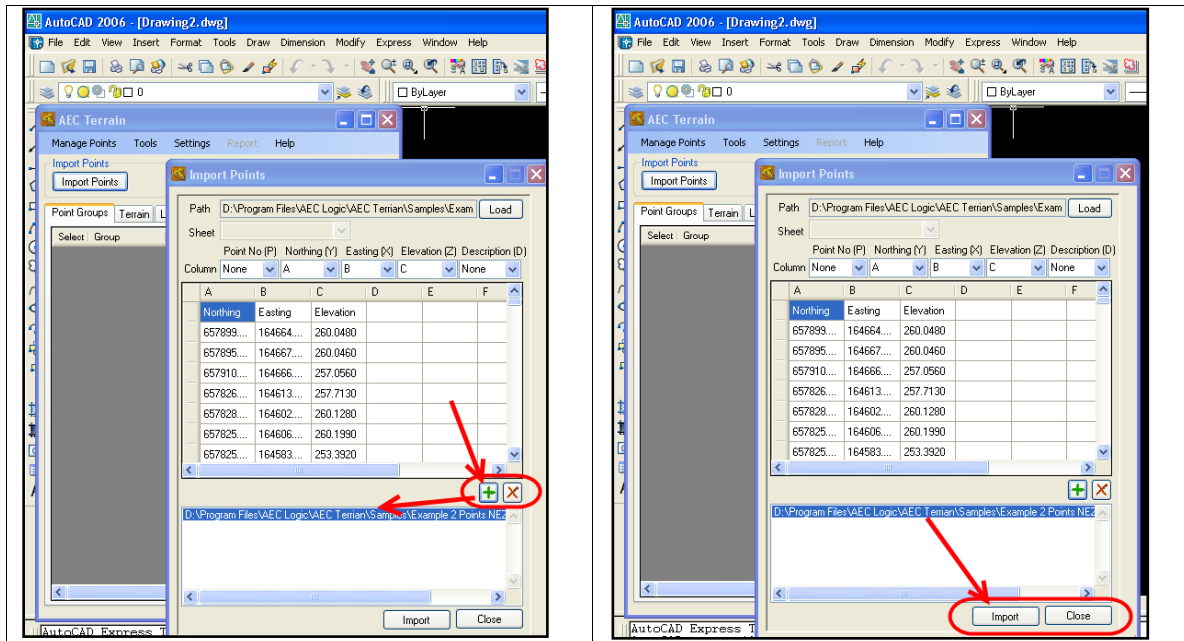 AutoCAD 2006 - [Drawing2.dwg]
File Edit View Insert Format Tools Draw Dimension Modify Express Window Help
0 ByLayer
AEC Terrain
Manage Points Tools Settings Report Help
Import Points
Import Points
Point Groups Terrain L
Select Group
Import Points
Path D:\Program Files\AEC Logic\AEC Terrian\Samples\Exam Load
Sheet
Point No (P) Northing (Y) Easting (X) Elevation (Z) Description (D)
Column None A B C None
A B C D E F
Northing Easting Elevation
657899.... 164664.... 260.0480
657895.... 164667.... 260.0460
657910.... 164666.... 257.0560
657826.... 164613.... 257.7130
657828.... 164602.... 260.1280
657825.... 164606.... 260.1990
657825.... 164583.... 253.3920
D:\Program Files\AEC Logic\AEC Terrian\Samples\Example 2 Points NEZ
Import Close
AutoCAD Express T
AutoCAD 2006 - [Drawing2.dwg]
File Edit View Insert Format Tools Draw Dimension Modify Express Window Help
0 ByLayer
AEC Terrain
Manage Points Tools Settings Report Help
Import Points
Import Points
Point Groups Terrain L
Select Group
Import Points
Path D:\Program Files\AEC Logic\AEC Terrian\Samples\Exam Load
Sheet
Point No (P) Northing (Y) Easting (X) Elevation (Z) Description (D)
Column None A B C None
A B C D E F
Northing Easting Elevation
657899.... 164664.... 260.0480
657895.... 164667.... 260.0460
657910.... 164666.... 257.0560
657826.... 164613.... 257.7130
657828.... 164602.... 260.1280
657825.... 164606.... 260.1990
657825.... 164583.... 253.3920
D:\Program Files\AEC Logic\AEC Terrian\Samples\Example 2 Points NEZ
Import Close
AutoCAD Express T